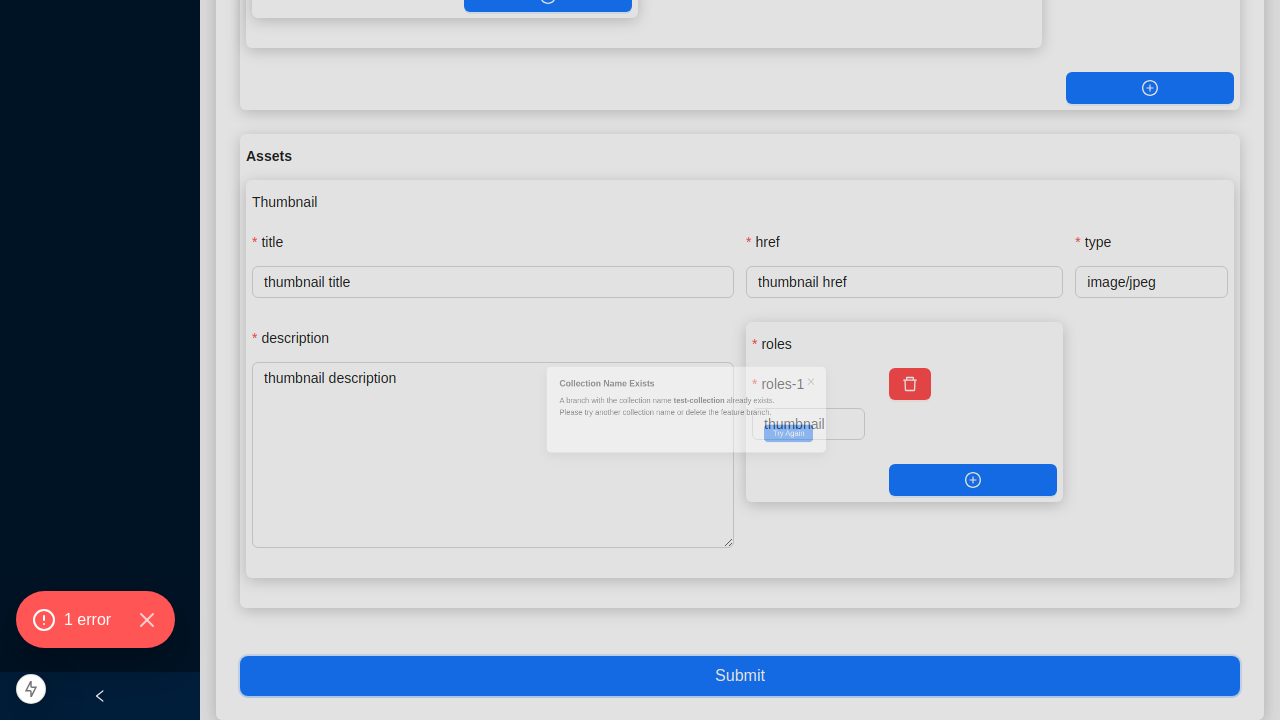 Assets
Thumbnail
* title
* href
* type
thumbnail title
thumbnail href
image/jpeg
* description
* roles
thumbnail description
* roles-1
thumbnail
Collection Name Exists
A branch with the collection name test-collection already exists.
Please try another collection name or delete the feature branch.
Try Again
1 error
Submit